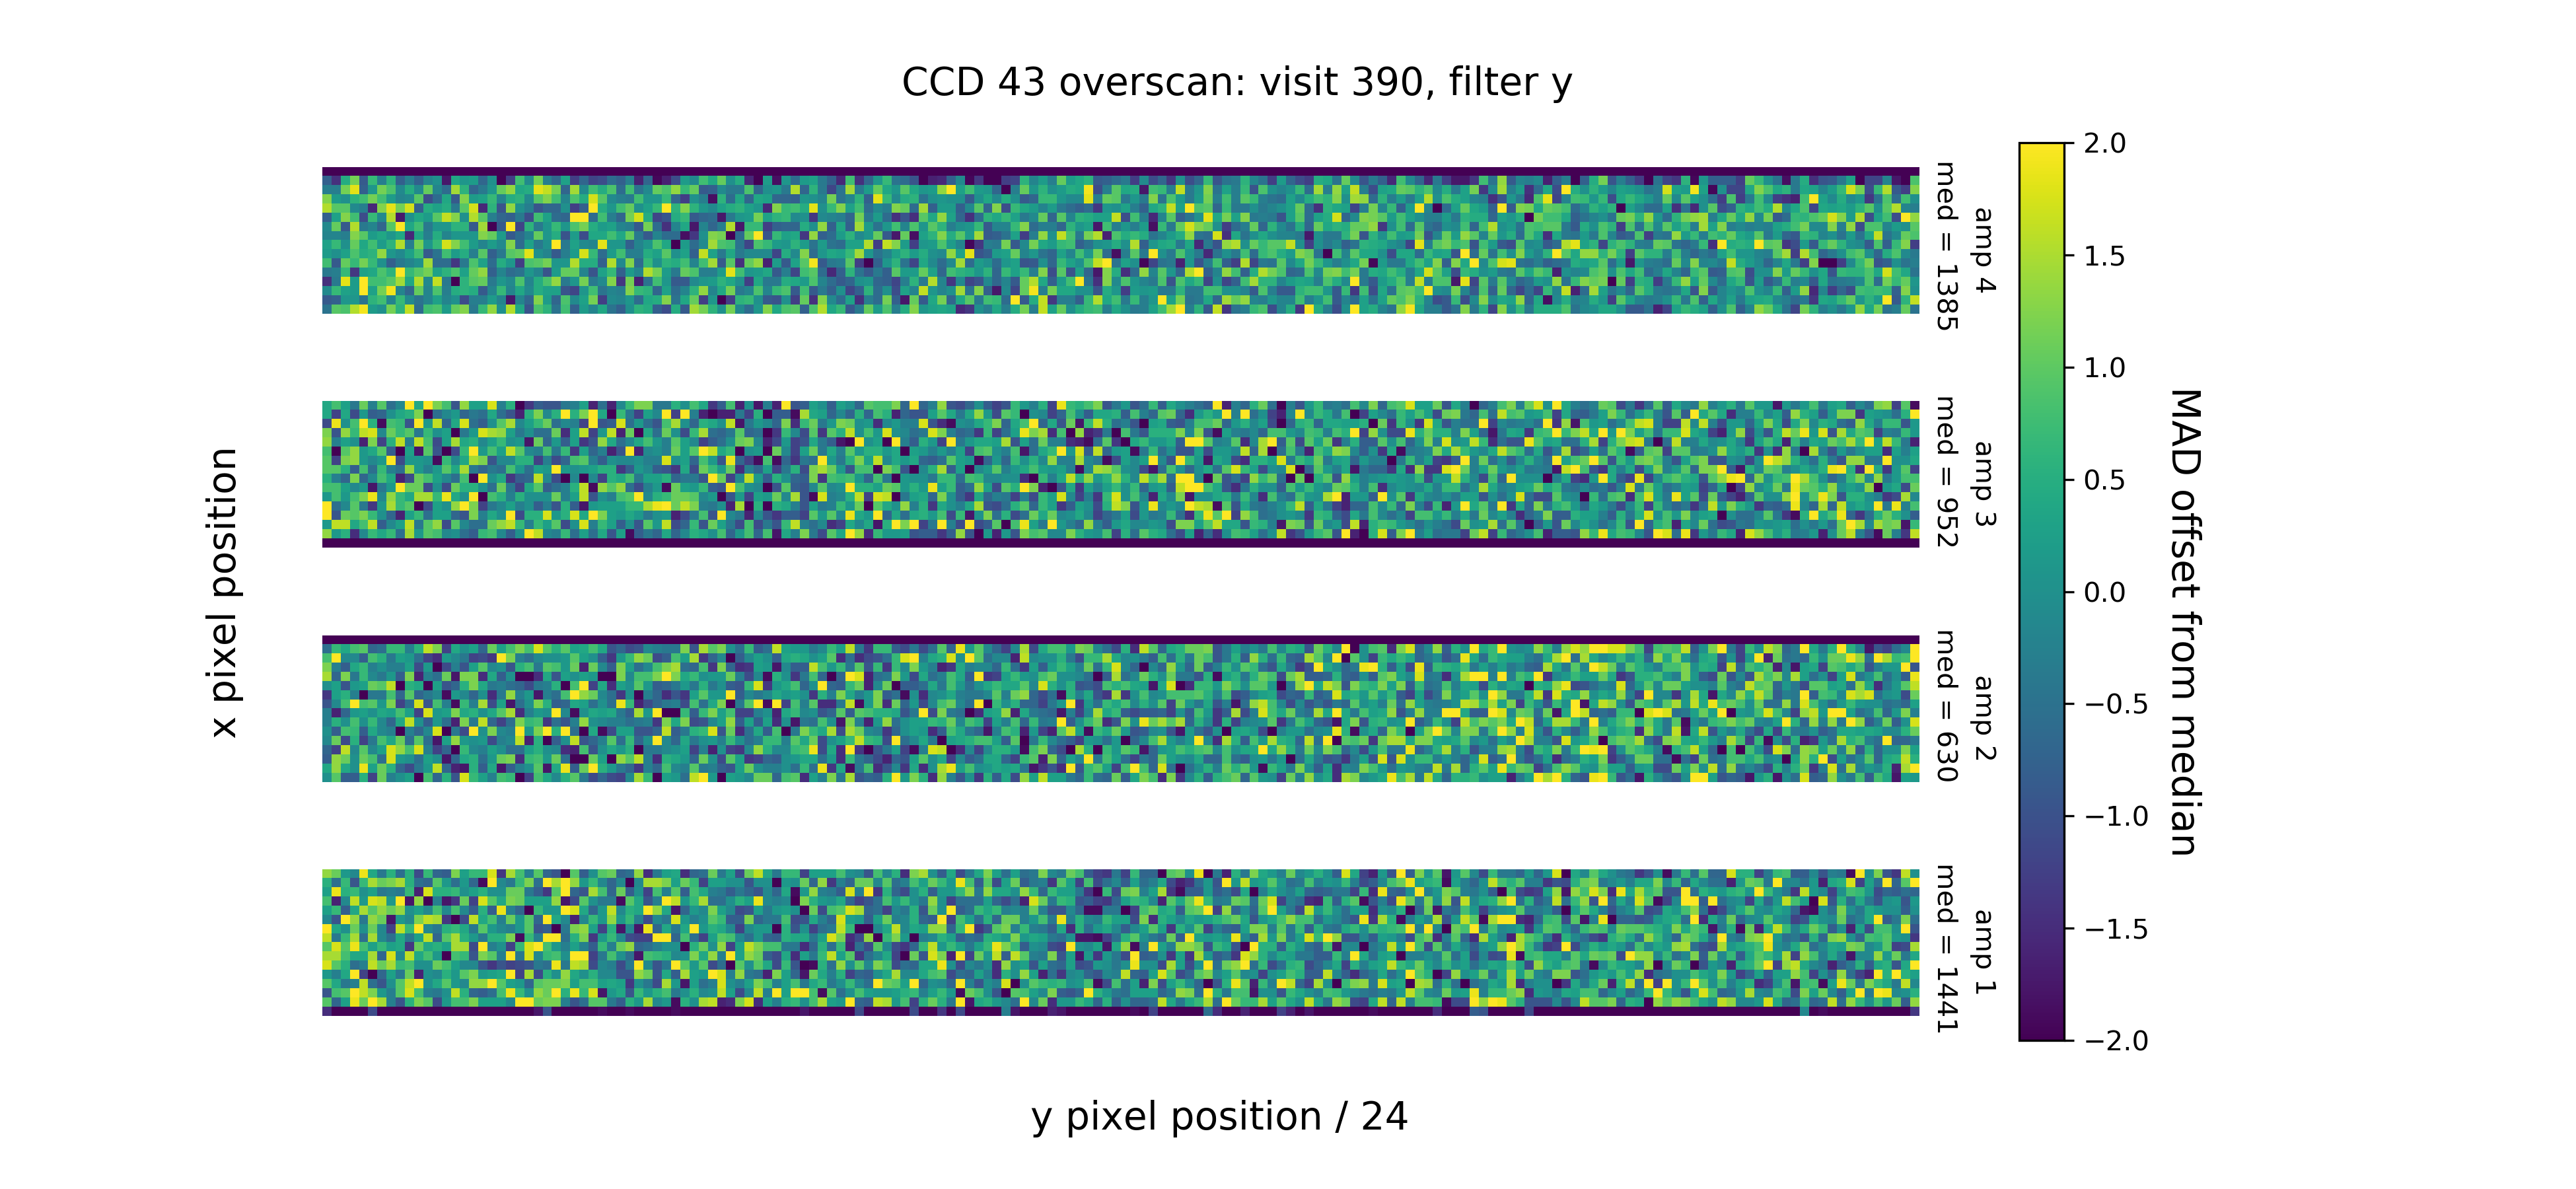 CCD 43 overscan: visit 390, filter y
x pixel position
amp 4
med = 1385
amp 3
med = 952
amp 2
med = 630
amp 1
med = 1441
y pixel position / 24
2.0
1.5
1.0
0.5
0.0
−0.5
−1.0
−1.5
−2.0
MAD offset from median